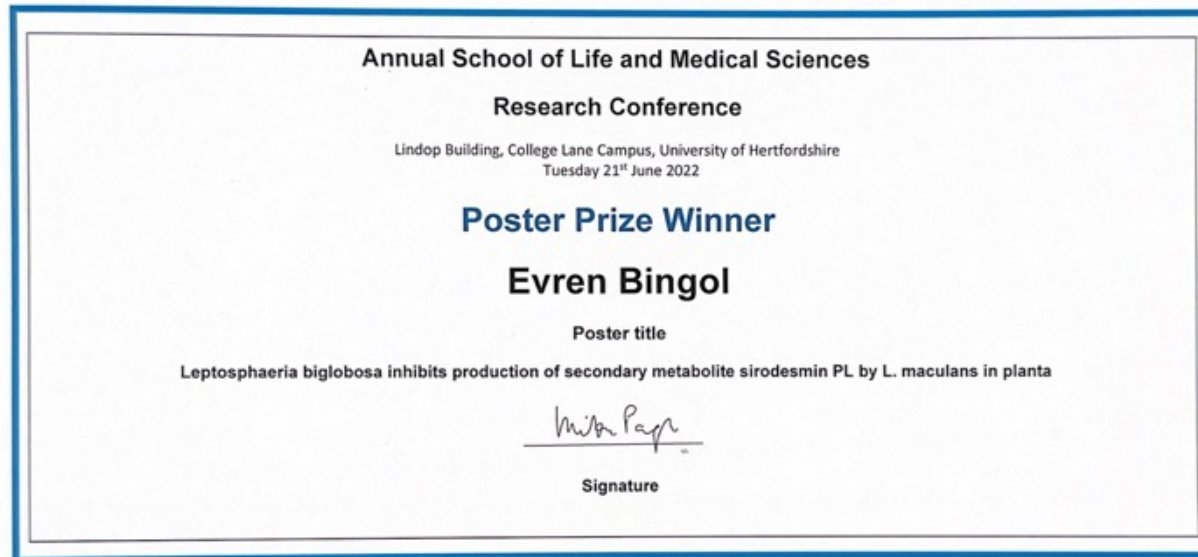 Annual School of Life and Medical Sciences
Research Conference
Lindop Building, College Lane Campus, University of Hertfordshire
Tuesday 21st June 2022
Poster Prize Winner
Evren Bingol
Poster title
Leptosphaeria biglobosa inhibits production of secondary metabolite sirodesmin PL by L. maculans in planta
Signature